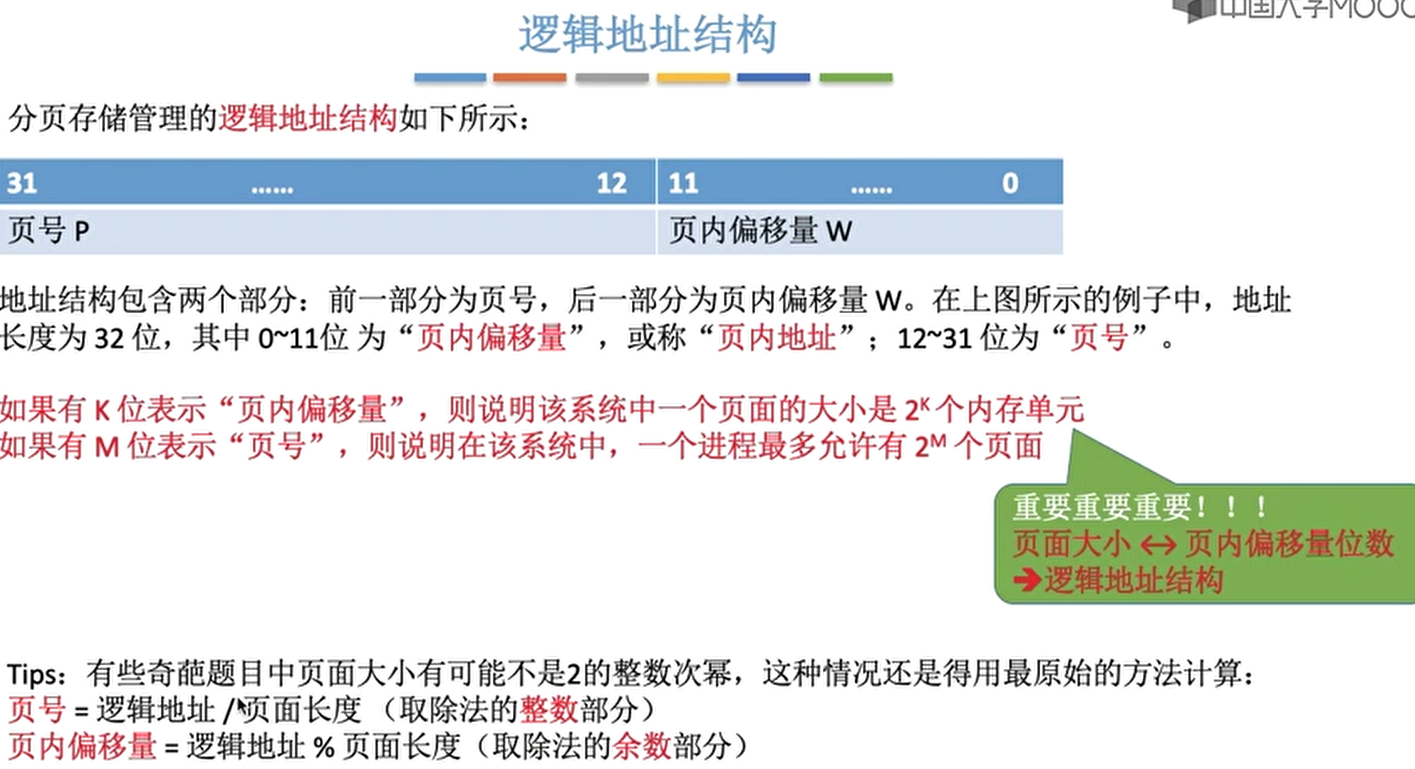 中国大学MOOC
逻辑地址结构
分页存储管理的逻辑地址结构如下所示：
31 …… 12 11 …… 0
页号 P 页内偏移量 W
地址结构包含两个部分：前一部分为页号，后一部分为页内偏移量 W。在上图所示的例子中，地址
长度为 32 位，其中 0~11位 为“页内偏移量”，或称“页内地址”；12~31 位为“页号”。
如果有 K 位表示“页内偏移量”，则说明该系统中一个页面的大小是 2ᴷ 个内存单元
如果有 M 位表示“页号”，则说明在该系统中，一个进程最多允许有 2ᴹ 个页面
重要重要重要！！！
页面大小 ↔ 页内偏移量位数
➔逻辑地址结构
Tips：有些奇葩题目中页面大小有可能不是2的整数次幂，这种情况还是得用最原始的方法计算：
页号 = 逻辑地址 / 页面长度 （取除法的整数部分）
页内偏移量 = 逻辑地址 % 页面长度（取除法的余数部分）